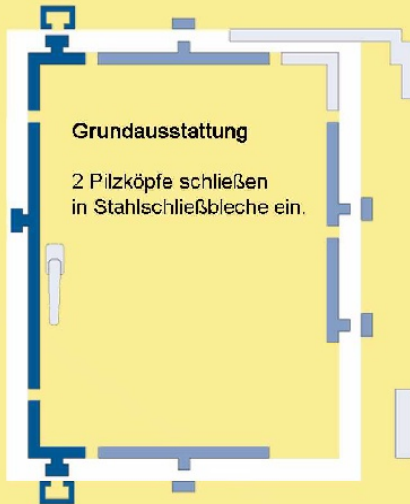 Grundausstattung
2 Pilzköpfe schließen
in Stahlschließbleche ein.